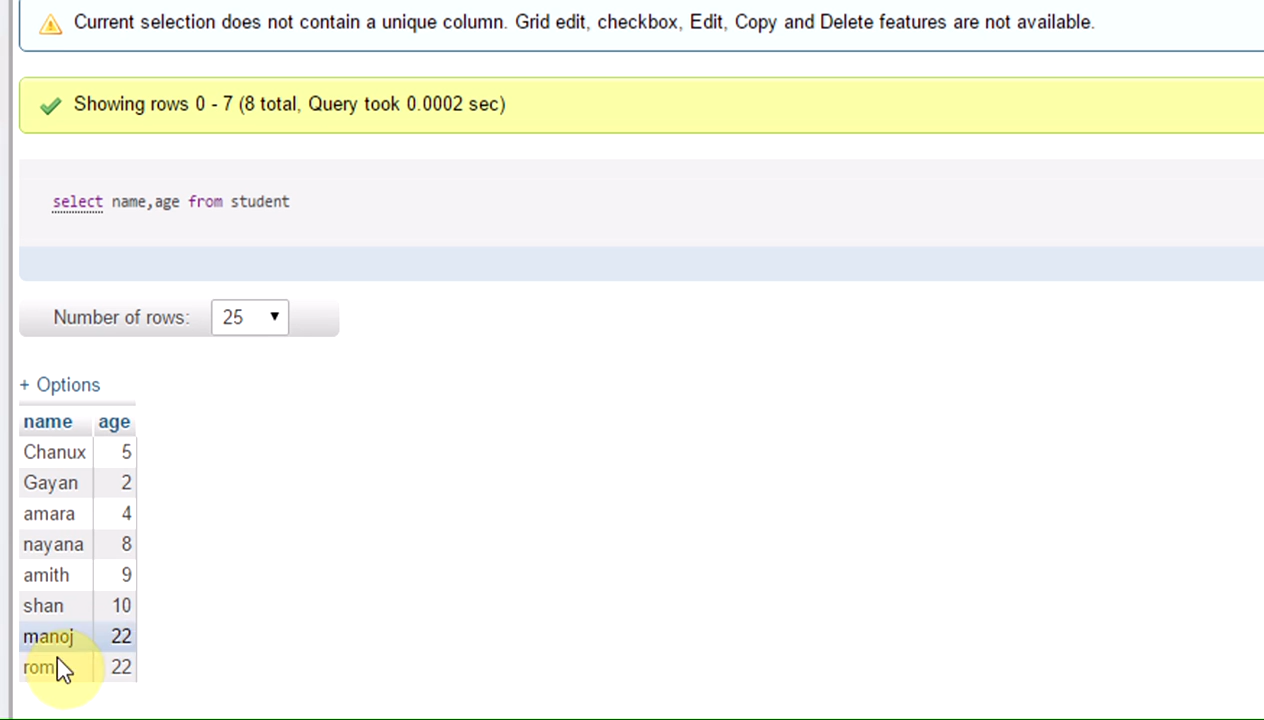 Current selection does not contain a unique column. Grid edit, checkbox, Edit, Copy and Delete features are not available.
Showing rows 0 - 7 (8 total, Query took 0.0002 sec)
select name,age from student
Number of rows: 25
+ Options
name age
Chanux 5
Gayan 2
amara 4
nayana 8
amith 9
shan 10
manoj 22
22